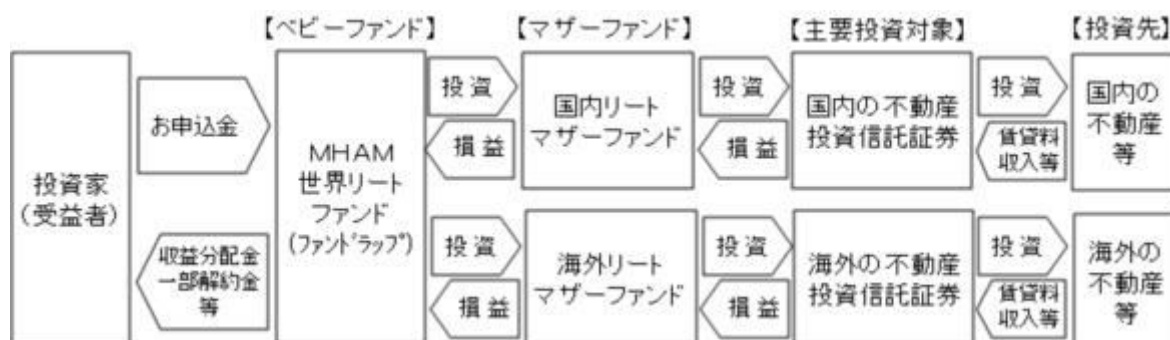 【ベビーファンド】
【マザーファンド】
【主要投資対象】
【投資先】
投資家
(受益者)
お申込金
収益分配金
一部解約金
等
MHAM
世界リート
ファンド
(ファンドラップ)
投資
損益
国内リート
マザーファンド
投資
損益
国内の不動産
投資信託証券
投資
賃貸料
収入等
国内の
不動産
等
投資
損益
海外リート
マザーファンド
投資
損益
海外の不動産
投資信託証券
投資
賃貸料
収入等
海外の
不動産
等